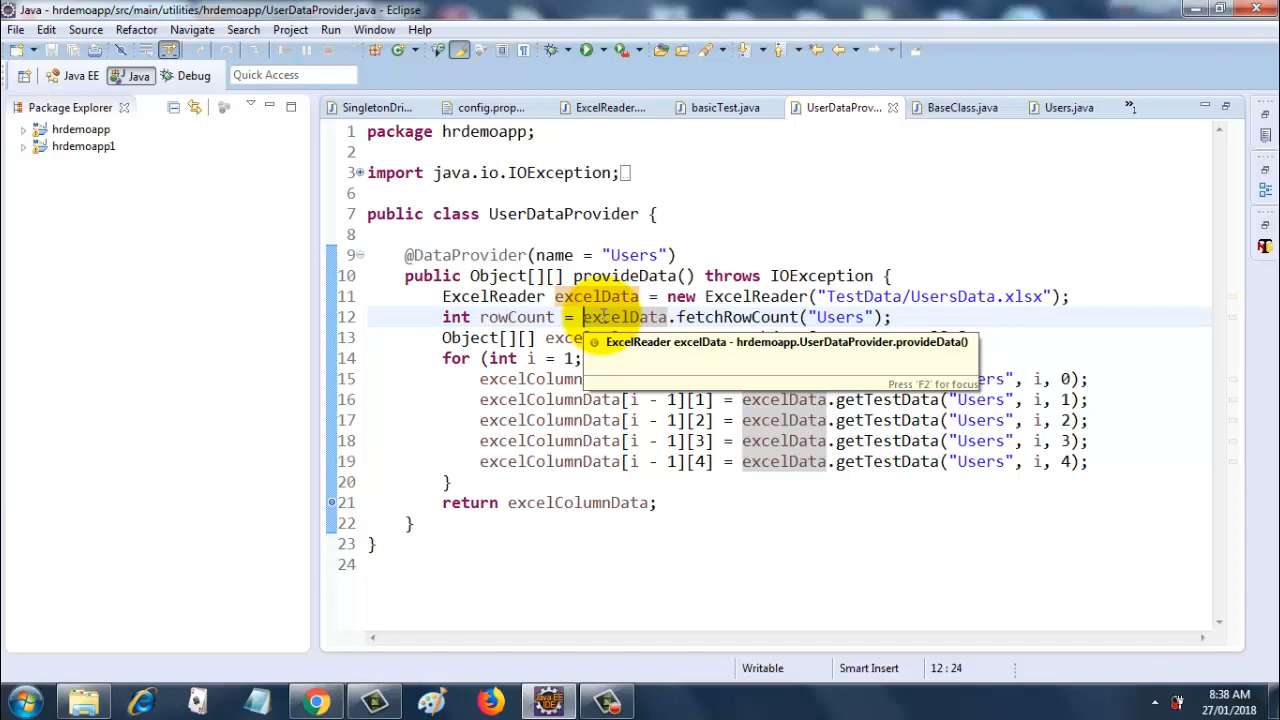 Java - hrdemoapp/src/main/utilities/hrdemoapp/UserDataProvider.java - Eclipse
File Edit Source Refactor Navigate Search Project Run Window Help
Java EE Java Debug Quick Access
Package Explorer
hrdemoapp
hrdemoapp1
SingletonDri... config.prop... ExcelReader.... basicTest.java UserDataProv... BaseClass.java Users.java »1
1 package hrdemoapp;
2
3 import java.io.IOException;
6
7 public class UserDataProvider {
8
9 @DataProvider(name = "Users")
10 public Object[][] provideData() throws IOException {
11 ExcelReader excelData = new ExcelReader("TestData/UsersData.xlsx");
12 int rowCount = excelData.fetchRowCount("Users");
13 Object[][] exce
14 for (int i = 1;
15 excelColumn ers", i, 0);
16 excelColumnData[i - 1][1] = excelData.getTestData("Users", i, 1);
17 excelColumnData[i - 1][2] = excelData.getTestData("Users", i, 2);
18 excelColumnData[i - 1][3] = excelData.getTestData("Users", i, 3);
19 excelColumnData[i - 1][4] = excelData.getTestData("Users", i, 4);
20 }
21 return excelColumnData;
22 }
23 }
24
ExcelReader excelData - hrdemoapp.UserDataProvider.provideData()
Press 'F2' for focus
Writable Smart Insert 12 : 24
Java EE
IDE
8:38 AM
27/01/2018